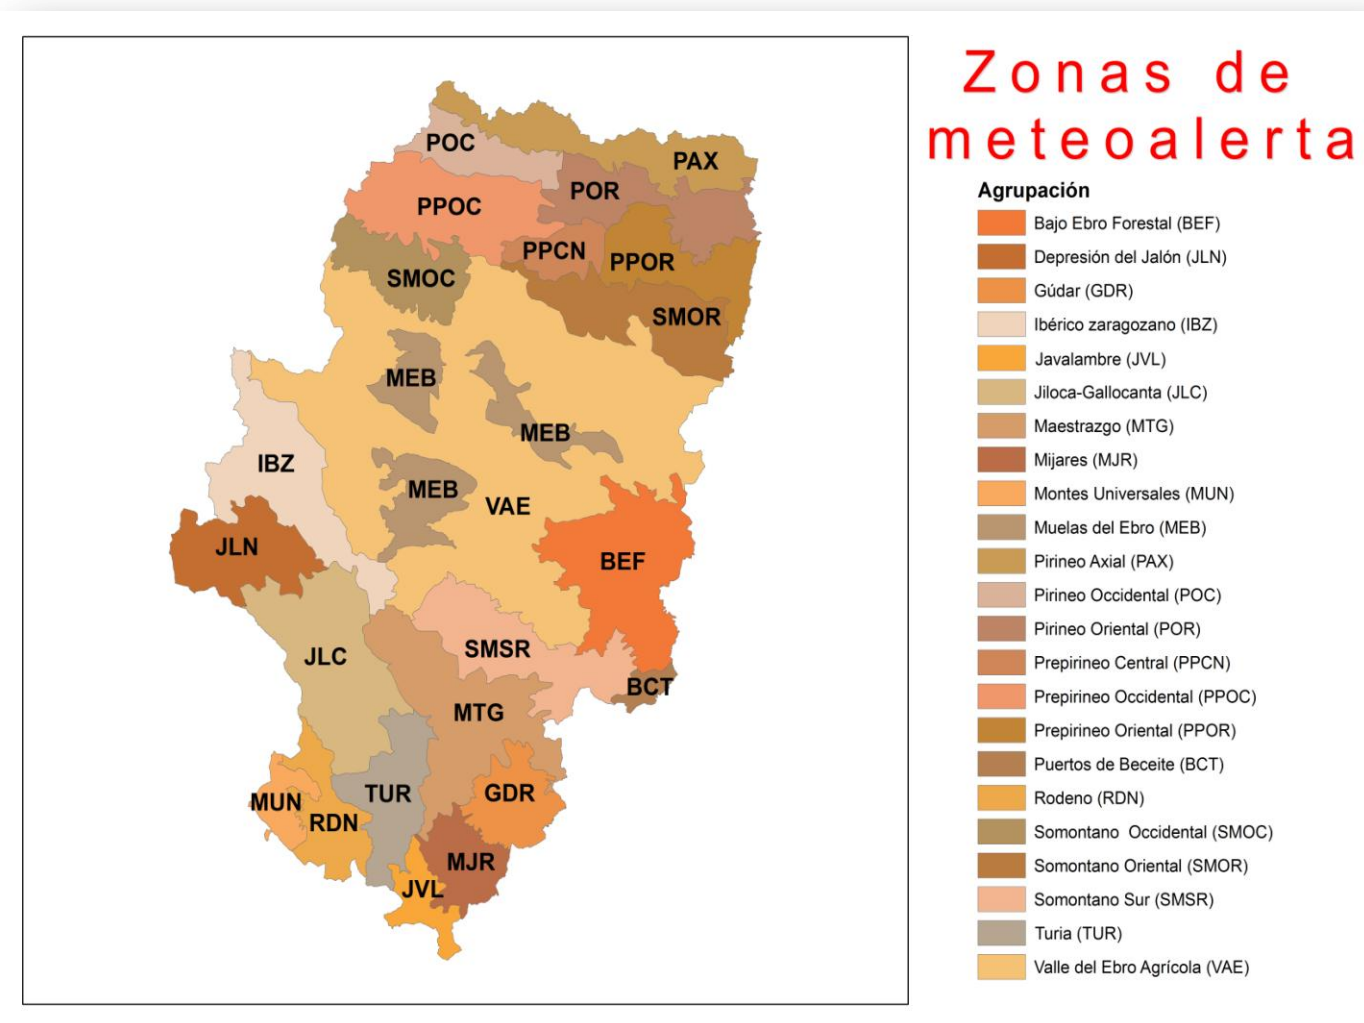 Zonas de
meteoalerta
Agrupación
Bajo Ebro Forestal (BEF)
Depresión del Jalón (JLN)
Gúdar (GDR)
Ibérico zaragozano (IBZ)
Javalambre (JVL)
Jiloca-Gallocanta (JLC)
Maestrazgo (MTG)
Mijares (MJR)
Montes Universales (MUN)
Muelas del Ebro (MEB)
Pirineo Axial (PAX)
Pirineo Occidental (POC)
Pirineo Oriental (POR)
Prepirineo Central (PPCN)
Prepirineo Occidental (PPOC)
Prepirineo Oriental (PPOR)
Puertos de Beceite (BCT)
Rodeno (RDN)
Somontano Occidental (SMOC)
Somontano Oriental (SMOR)
Somontano Sur (SMSR)
Turia (TUR)
Valle del Ebro Agrícola (VAE)
POC
PAX
POR
PPOC
PPCN
PPOR
SMOC
SMOR
MEB
MEB
IBZ
MEB
VAE
JLN
BEF
SMSR
JLC
BCT
MTG
TUR
GDR
MUN
RDN
MJR
JVL